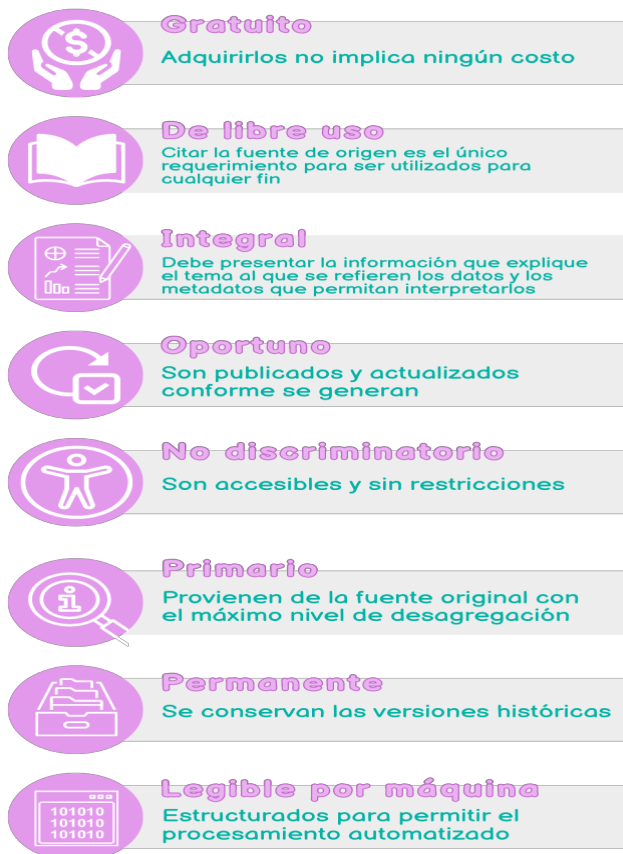 Gratuito
Adquirirlos no implica ningún costo
De libre uso
Citar la fuente de origen es el único
requerimiento para ser utilizados para
cualquier fin
Integral
Debe presentar la información que explique
el tema al que se refieren los datos y los
metadatos que permitan interpretarlos
Oportuno
Son publicados y actualizados
conforme se generan
No discriminatorio
Son accesibles y sin restricciones
Primario
Provienen de la fuente original con
el máximo nivel de desagregación
Permanente
Se conservan las versiones históricas
Legible por máquina
Estructurados para permitir el
procesamiento automatizado
101010
101010
101010